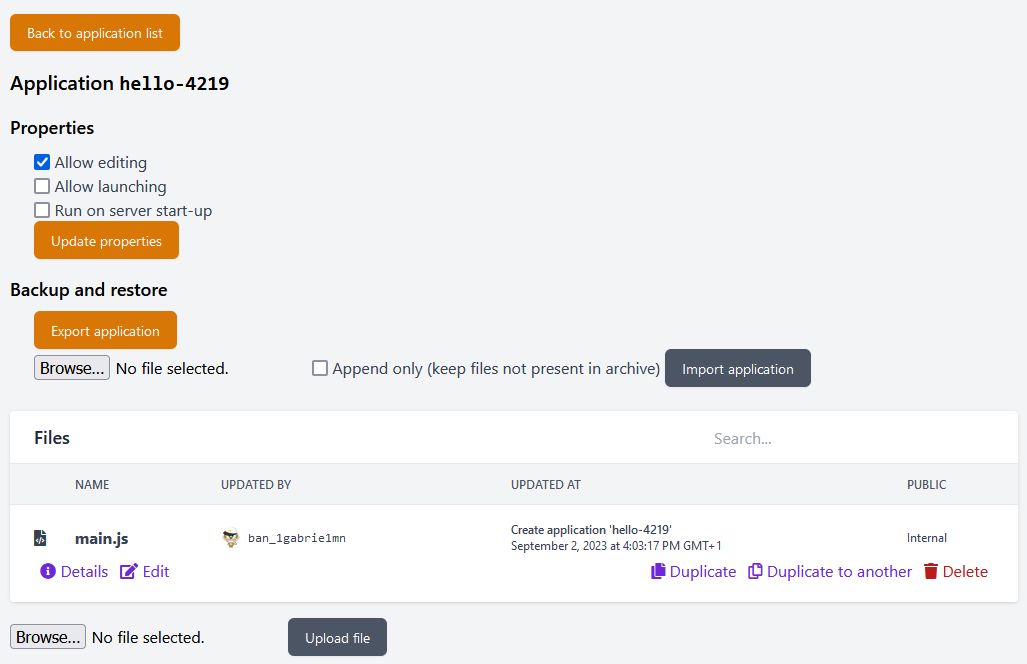 Back to application list
Application hello-4219
Properties
Allow editing
Allow launching
Run on server start-up
Update properties
Backup and restore
Export application
Browse... No file selected. Append only (keep files not present in archive) Import application
Files Search...
NAME UPDATED BY UPDATED AT PUBLIC
Create application 'hello-4219'
main.js ban_1gabrie1mn Internal
September 2, 2023 at 4:03:17 PM GMT+1
Details Edit Duplicate Duplicate to another Delete
Browse... No file selected. Upload file